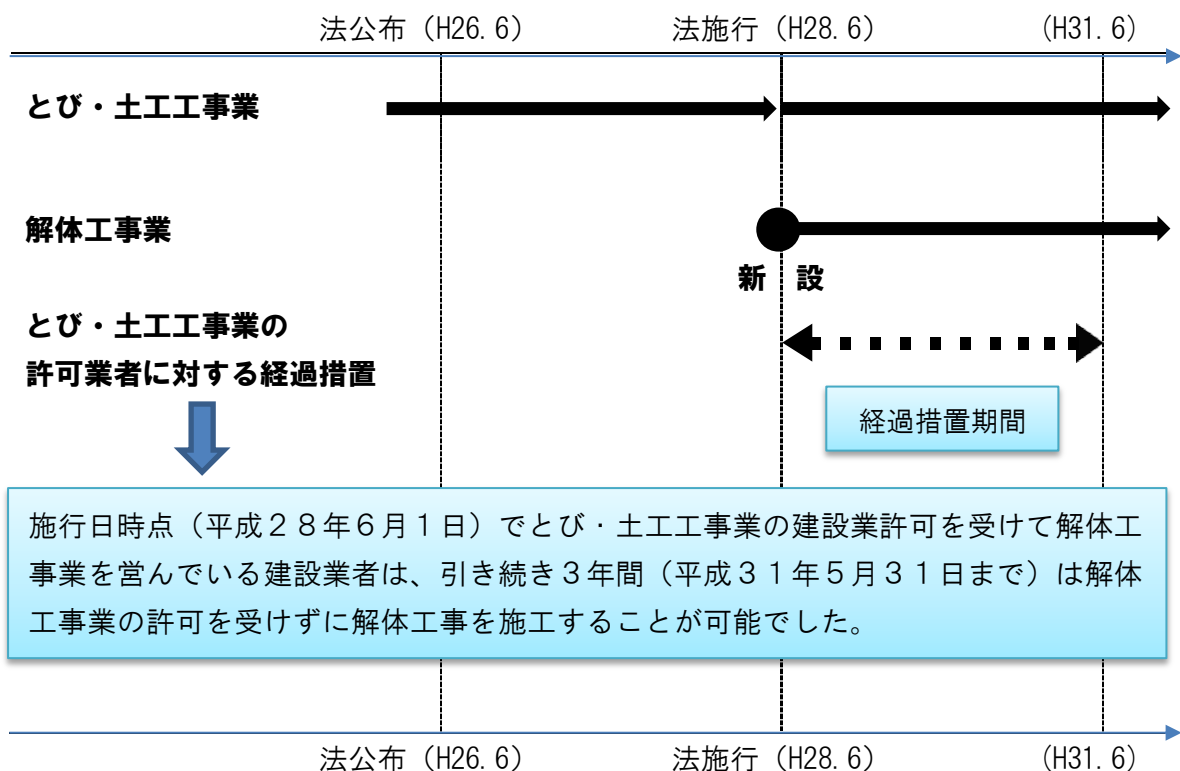 法公布（H26.6） 法施行（H28.6） （H31.6）
とび・土工工事業
解体工事業
新 設
とび・土工工事業の
許可業者に対する経過措置
経過措置期間
施行日時点（平成２８年６月１日）でとび・土工工事業の建設業許可を受けて解体工
事業を営んでいる建設業者は、引き続き３年間（平成３１年５月３１日まで）は解体
工事業の許可を受けずに解体工事を施工することが可能でした。
法公布（H26.6） 法施行（H28.6） （H31.6）